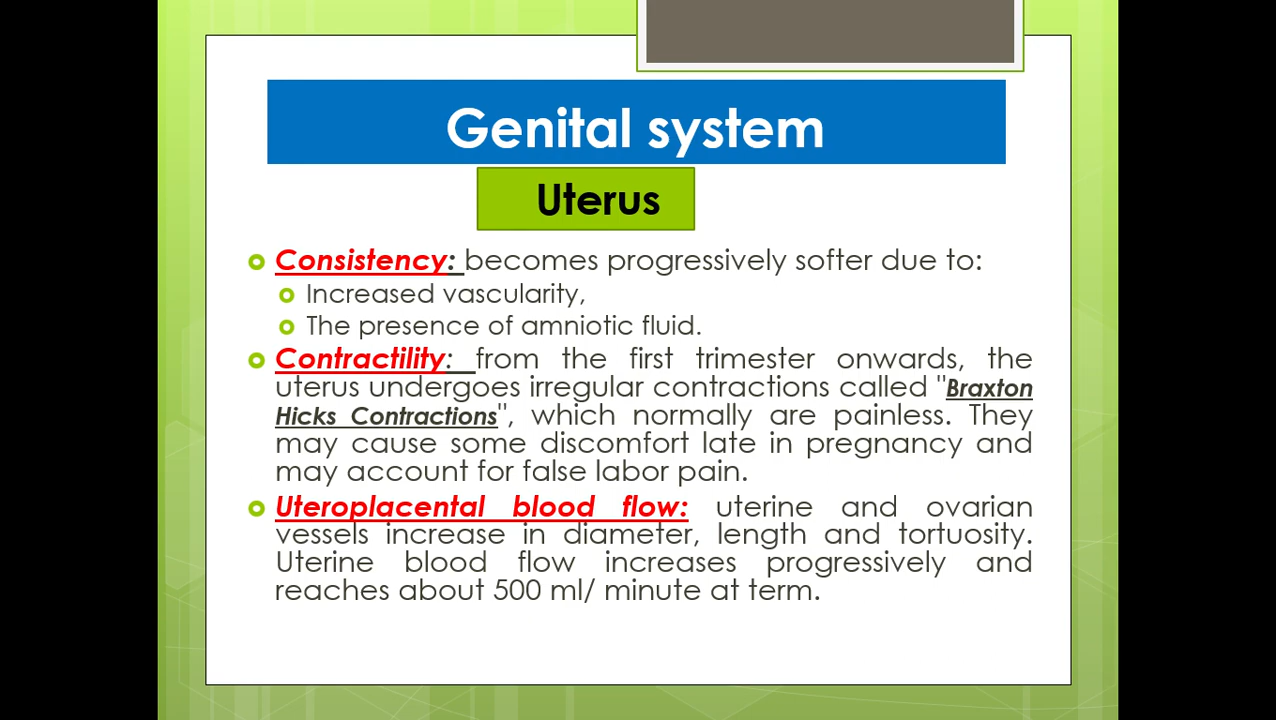 Genital system
Uterus
Consistency: becomes progressively softer due to:
Increased vascularity,
The presence of amniotic fluid.
Contractility: from the first trimester onwards, the
uterus undergoes irregular contractions called "Braxton
Hicks Contractions", which normally are painless. They
may cause some discomfort late in pregnancy and
may account for false labor pain.
Uteroplacental blood flow: uterine and ovarian
vessels increase in diameter, length and tortuosity.
Uterine blood flow increases progressively and
reaches about 500 ml/ minute at term.